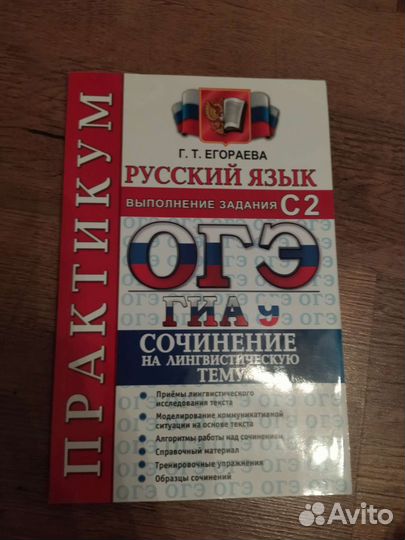 ПРАКТИКУМ
Г. Т. ЕГОРАЕВА
РУССКИЙ ЯЗЫК
ВЫПОЛНЕНИЕ ЗАДАНИЯ С2
ОГЭ
ГИА 9
СОЧИНЕНИЕ
НА ЛИНГВИСТИЧЕСКУЮ
ТЕМУ
Приёмы лингвистического
исследования текста
Моделирование коммуникативной
ситуации на основе текста
Алгоритмы работы над сочинением
Справочный материал
Тренировочные упражнения
Образцы сочинений
Avito